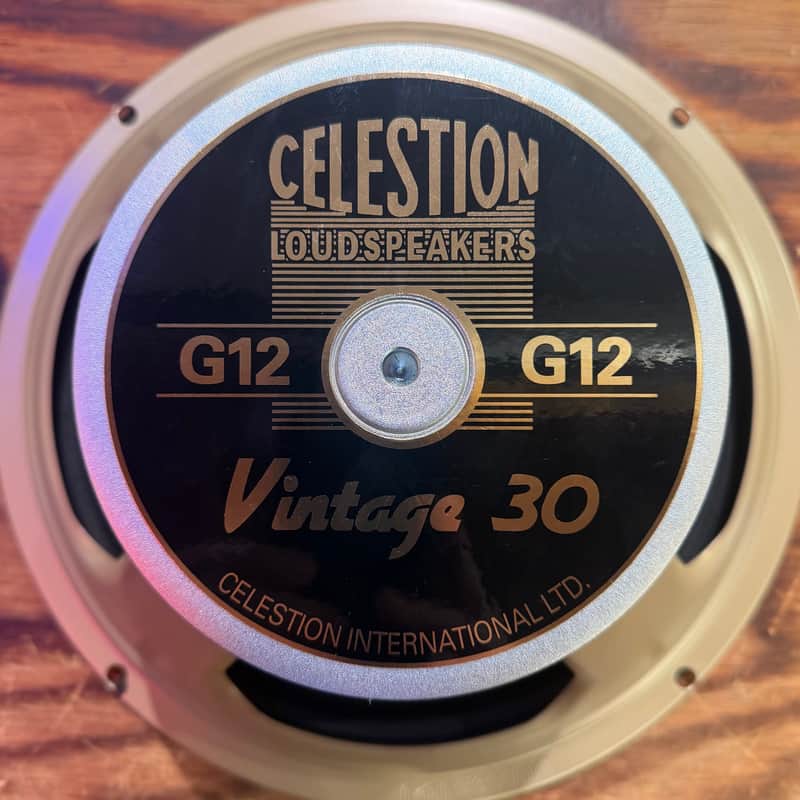 CELESTION
LOUDSPEAKERS
G12 G12
Vintage 30
CELESTION INTERNATIONAL LTD.